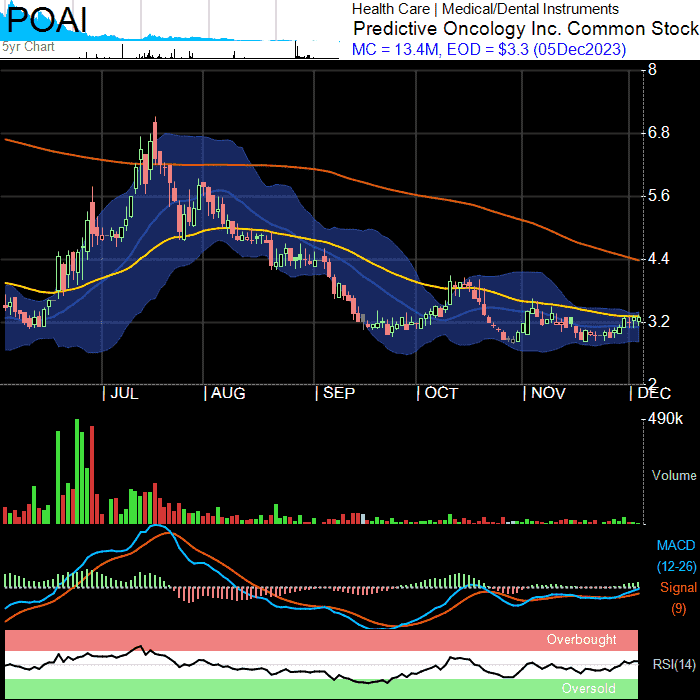 POAI
5yr Chart
Health Care | Medical/Dental Instruments
Predictive Oncology Inc. Common Stock
MC = 13.4M, EOD = $3.3 (05Dec2023)
8
6.8
5.6
4.4
3.2
2
| JUL | AUG | SEP | OCT | NOV | DEC
490k
Volume
MACD
(12-26)
Signal
(9)
Overbought
RSI(14)
Oversold